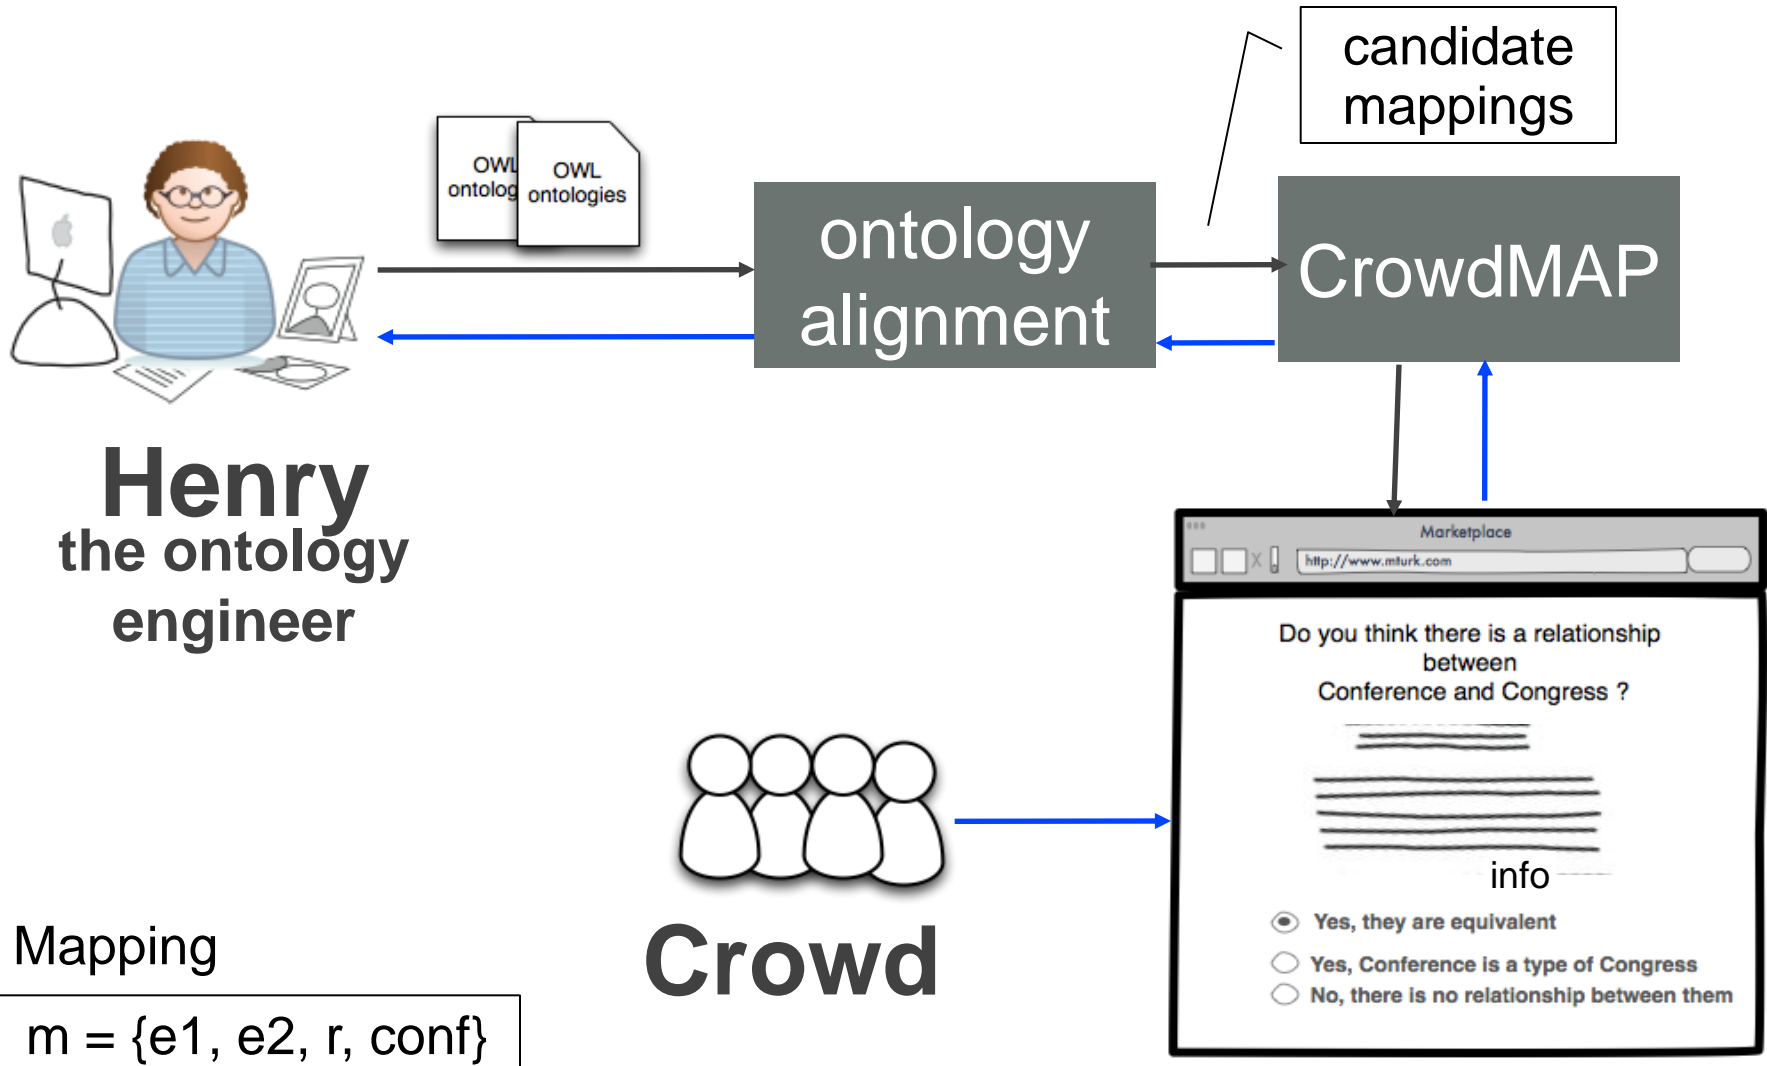 candidate
mappings
OWL
ontolog
OWL
ontologies
ontology
alignment
CrowdMAP
Henry
the ontology
engineer
Marketplace
X
http://www.mturk.com
Do you think there is a relationship
between
Conference and Congress ?
info
Yes, they are equivalent
Yes, Conference is a type of Congress
No, there is no relationship between them
Crowd
Mapping
m = {e1, e2, r, conf}